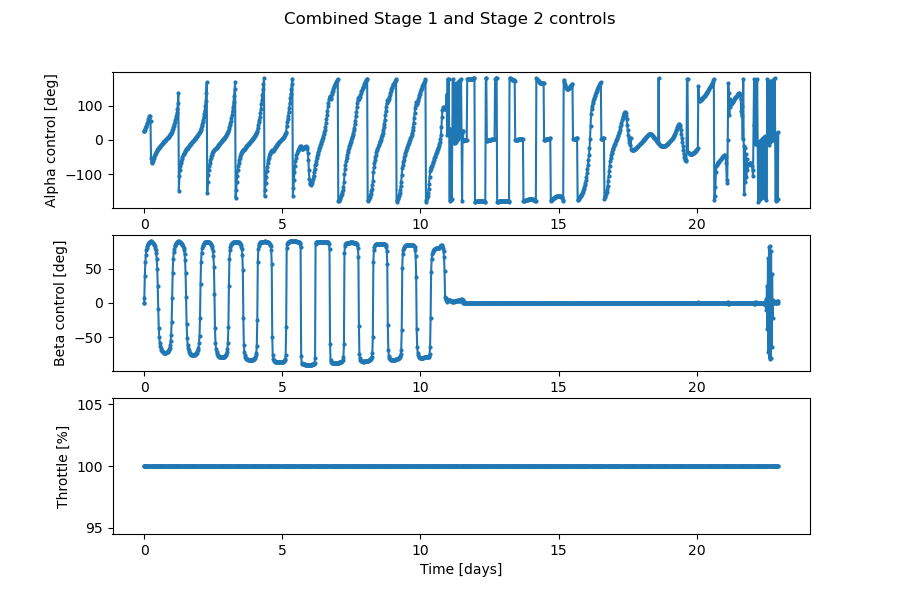 Combined Stage 1 and Stage 2 controls
Alpha control [deg]
100
0
−100
0 5 10 15 20
Beta control [deg]
50
0
−50
0 5 10 15 20
Throttle [%]
105
100
95
0 5 10 15 20
Time [days]